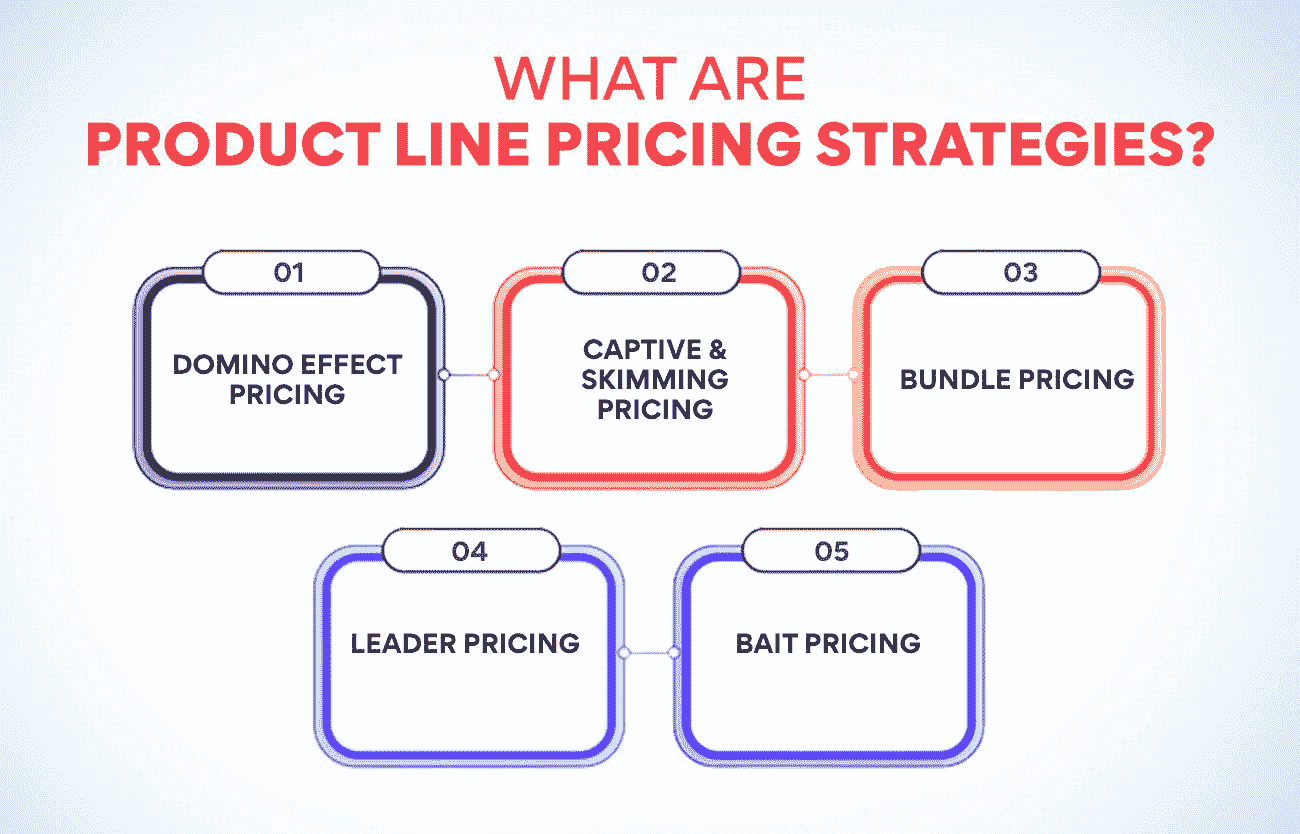 WHAT ARE
PRODUCT LINE PRICING STRATEGIES?
01
DOMINO EFFECT
PRICING
02
CAPTIVE &
SKIMMING
PRICING
03
BUNDLE PRICING
04
LEADER PRICING
05
BAIT PRICING